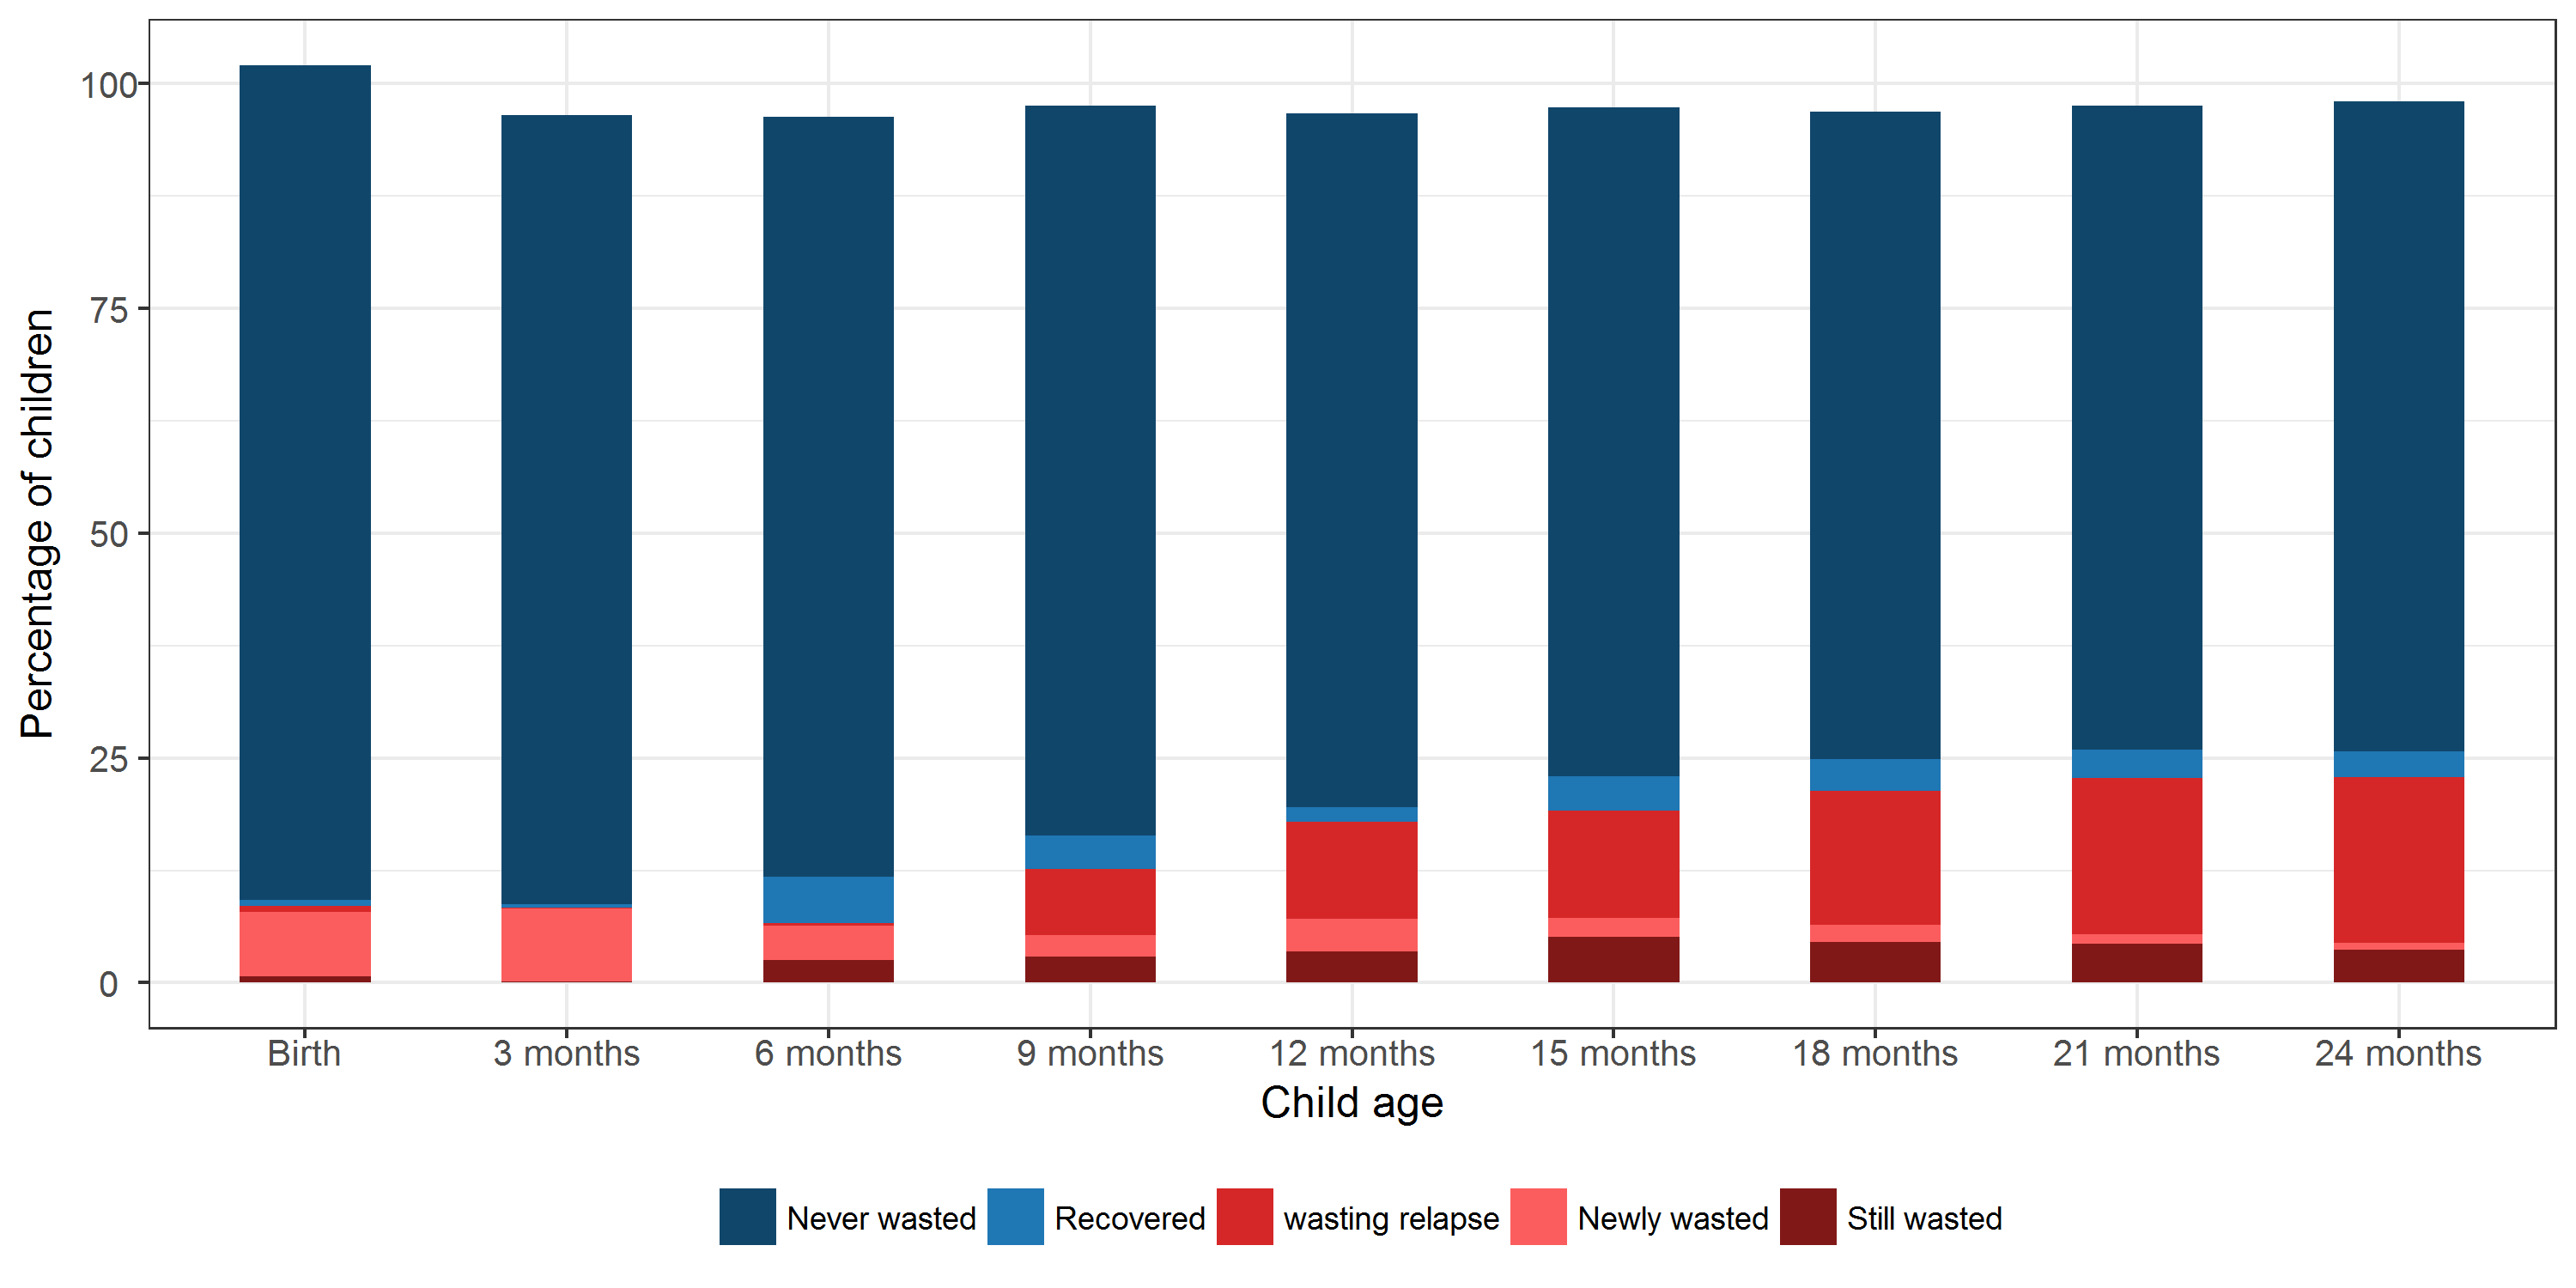 Percentage of children
100
75
50
25
0
Birth 3 months 6 months 9 months 12 months 15 months 18 months 21 months 24 months
Child age
Never wasted Recovered wasting relapse Newly wasted Still wasted